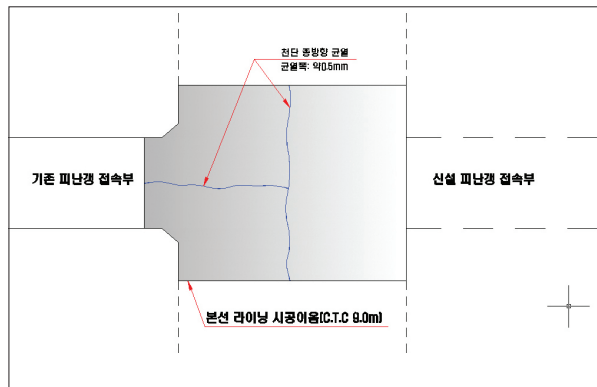 천단 종방향 균열
균열폭: 약0.5mm
기존 피난갱 접속부
신설 피난갱 접속부
본선 라이닝 시공이음(C.T.C 9.0m)